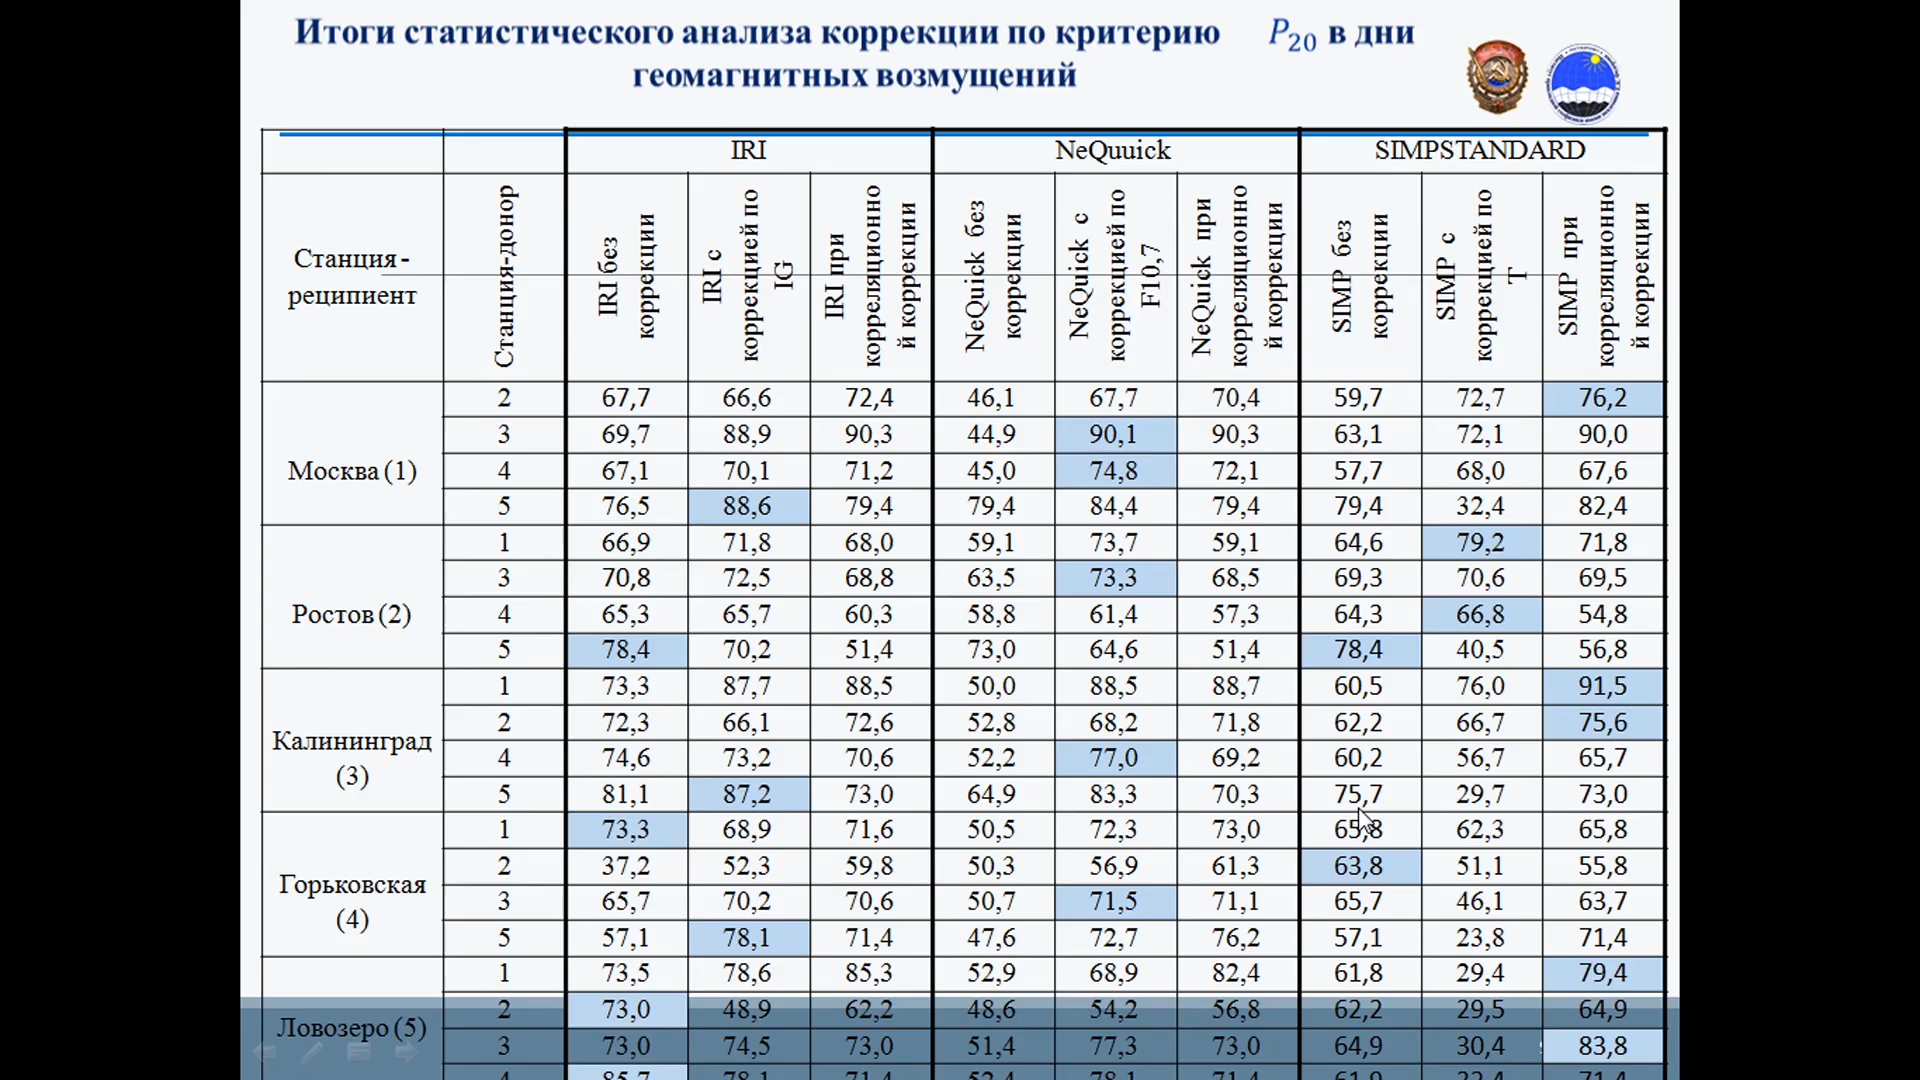 Итоги статистического анализа коррекции по критерию P20 в дни
геомагнитных возмущений
IRI NeQuuick SIMPSTANDARD
Станция-реципиент Станция-донор IRI без коррекции IRI с коррекцией по IG IRI при корреляционной коррекции NeQuick без коррекции NeQuick с коррекцией по F10,7 NeQuick при корреляционной коррекции SIMP без коррекции SIMP с коррекцией по T SIMP при корреляционной коррекции
Москва (1)
2 67,7 66,6 72,4 46,1 67,7 70,4 59,7 72,7 76,2
3 69,7 88,9 90,3 44,9 90,1 90,3 63,1 72,1 90,0
4 67,1 70,1 71,2 45,0 74,8 72,1 57,7 68,0 67,6
5 76,5 88,6 79,4 79,4 84,4 79,4 79,4 32,4 82,4
Ростов (2)
1 66,9 71,8 68,0 59,1 73,7 59,1 64,6 79,2 71,8
3 70,8 72,5 68,8 63,5 73,3 68,5 69,3 70,6 69,5
4 65,3 65,7 60,3 58,8 61,4 57,3 64,3 66,8 54,8
5 78,4 70,2 51,4 73,0 64,6 51,4 78,4 40,5 56,8
Калининград
(3)
1 73,3 87,7 88,5 50,0 88,5 88,7 60,5 76,0 91,5
2 72,3 66,1 72,6 52,8 68,2 71,8 62,2 66,7 75,6
4 74,6 73,2 70,6 52,2 77,0 69,2 60,2 56,7 65,7
5 81,1 87,2 73,0 64,9 83,3 70,3 75,7 29,7 73,0
Горьковская
(4)
1 73,3 68,9 71,6 50,5 72,3 73,0 65,8 62,3 65,8
2 37,2 52,3 59,8 50,3 56,9 61,3 63,8 51,1 55,8
3 65,7 70,2 70,6 50,7 71,5 71,1 65,7 46,1 63,7
5 57,1 78,1 71,4 47,6 72,7 76,2 57,1 23,8 71,4
Ловозеро (5)
1 73,5 78,6 85,3 52,9 68,9 82,4 61,8 29,4 79,4
2 73,0 48,9 62,2 48,6 54,2 56,8 62,2 29,5 64,9
3 73,0 74,5 73,0 51,4 77,3 73,0 64,9 30,4 83,8
4 85,7 78,1 71,4 52,4 78,1 71,4 61,9 22,4 71,4